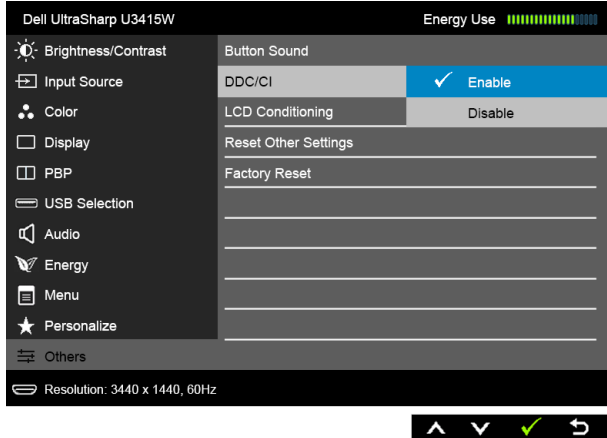 Dell UltraSharp U3415W Energy Use
Brightness/Contrast Button Sound
Input Source DDC/CI Enable
Color LCD Conditioning Disable
Display Reset Other Settings
PBP Factory Reset
USB Selection
Audio
Energy
Menu
Personalize
Others
Resolution: 3440 x 1440, 60Hz